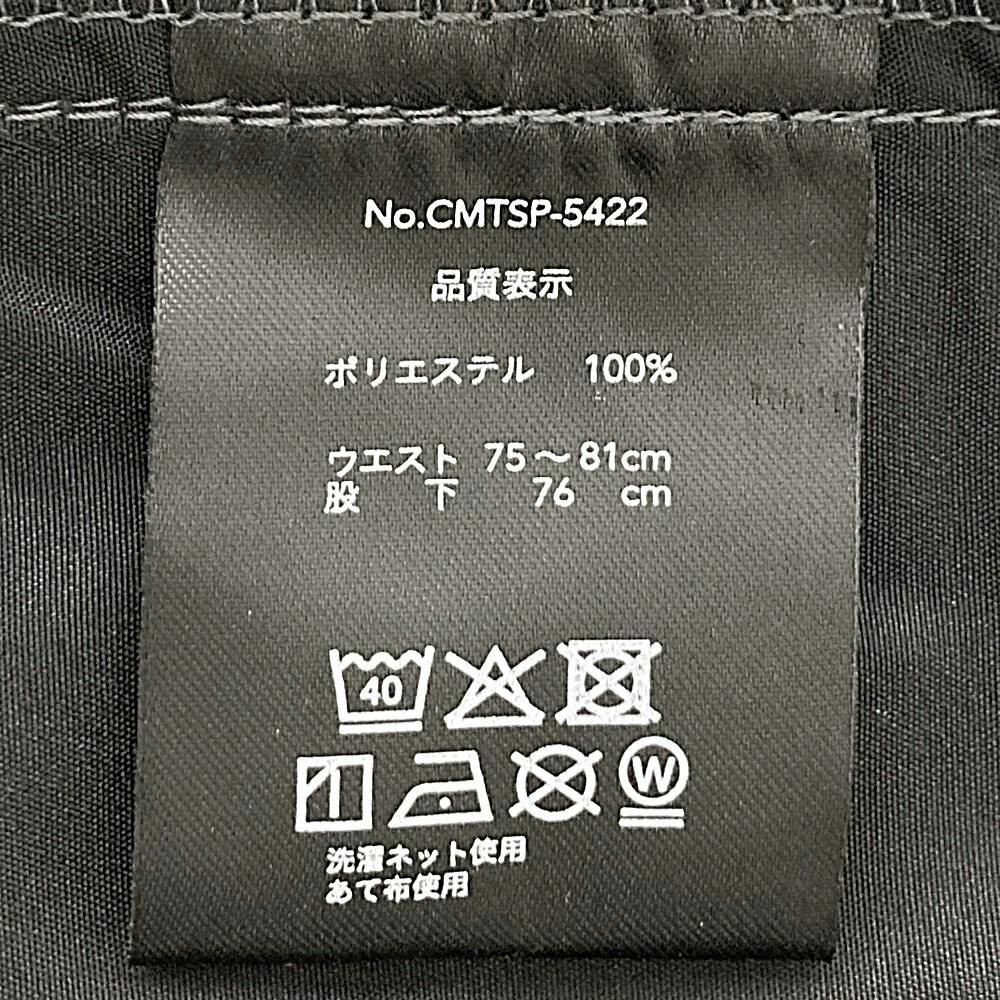 No.CMTSP-5422
品質表示
ポリエステル 100%
ウエスト 75～81cm
股下 76 cm
40
W
洗濯ネット使用
あて布使用